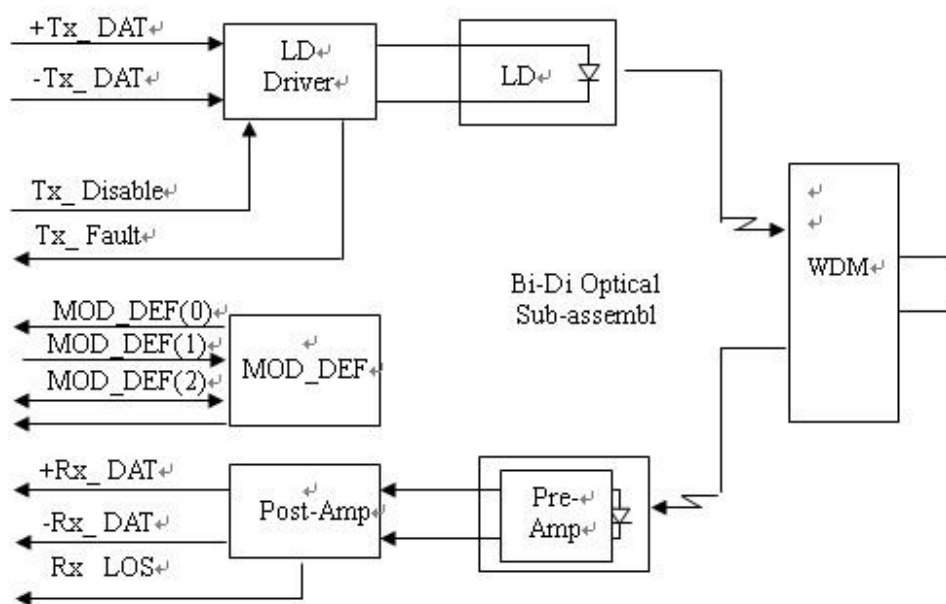 +Tx_ DAT
-Tx_ DAT
LD↵
Driver↵
LD↵
Tx_ Disable↵
Tx_ Fault↵
↵
↵
WDM↵
Bi-Di Optical
Sub-assembl
MOD_DEF(0)↵
MOD_DEF(1)↵
MOD_DEF(2)↵
↵
MOD_DEF↵
+Rx_ DAT↵
-Rx_ DAT↵
Rx LOS↵
↵
Post-Amp↵
Pre-↵
Amp↵